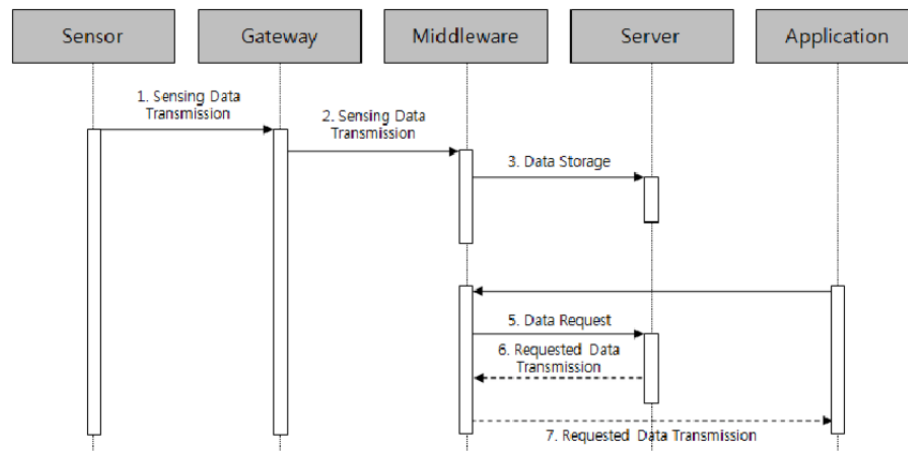 Sensor
Gateway
Middleware
Server
Application
1. Sensing Data
Transmission
2. Sensing Data
Transmission
3. Data Storage
5. Data Request
6. Requested Data
Transmission
7. Requested Data Transmission